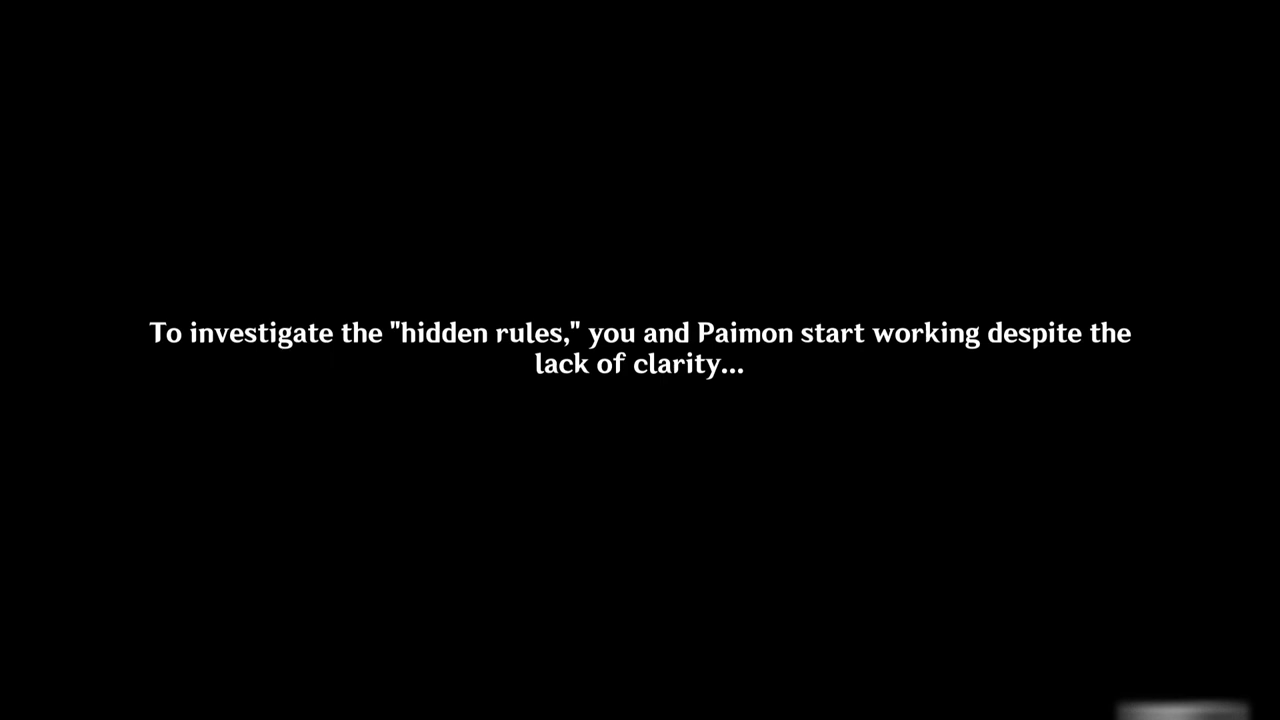 To investigate the "hidden rules," you and Paimon start working despite the
lack of clarity...